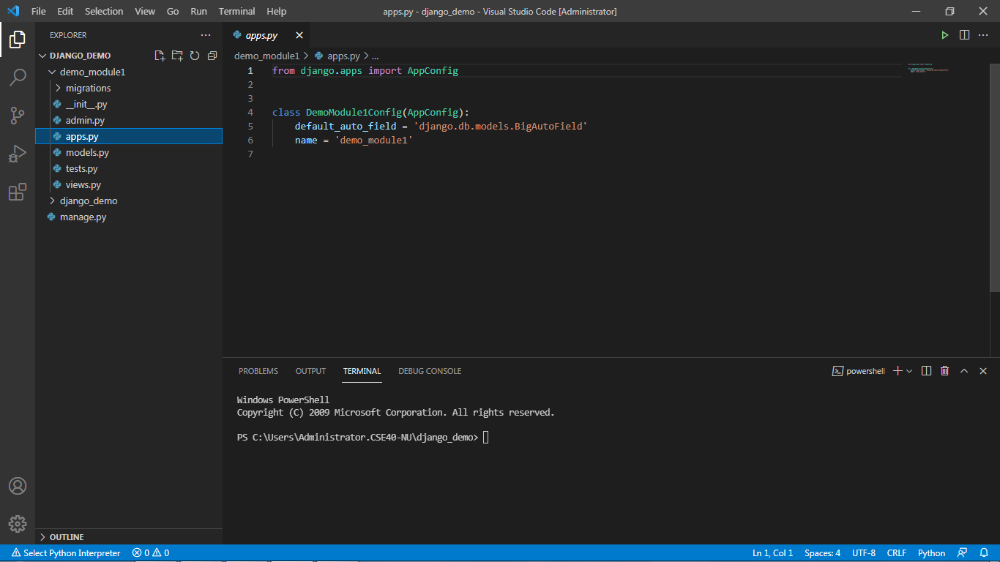 File Edit Selection View Go Run Terminal Help
apps.py - django_demo - Visual Studio Code [Administrator]
EXPLORER
DJANGO_DEMO
demo_module1
migrations
__init__.py
admin.py
apps.py
models.py
tests.py
views.py
django_demo
manage.py
OUTLINE
apps.py
demo_module1 > apps.py > ...
1 from django.apps import AppConfig
2
3
4 class DemoModule1Config(AppConfig):
5 default_auto_field = 'django.db.models.BigAutoField'
6 name = 'demo_module1'
7
PROBLEMS OUTPUT TERMINAL DEBUG CONSOLE
powershell
Windows PowerShell
Copyright (C) 2009 Microsoft Corporation. All rights reserved.
PS C:\Users\Administrator.CSE40-NU\django_demo>
Select Python Interpreter 0 0
Ln 1, Col 1 Spaces: 4 UTF-8 CRLF Python